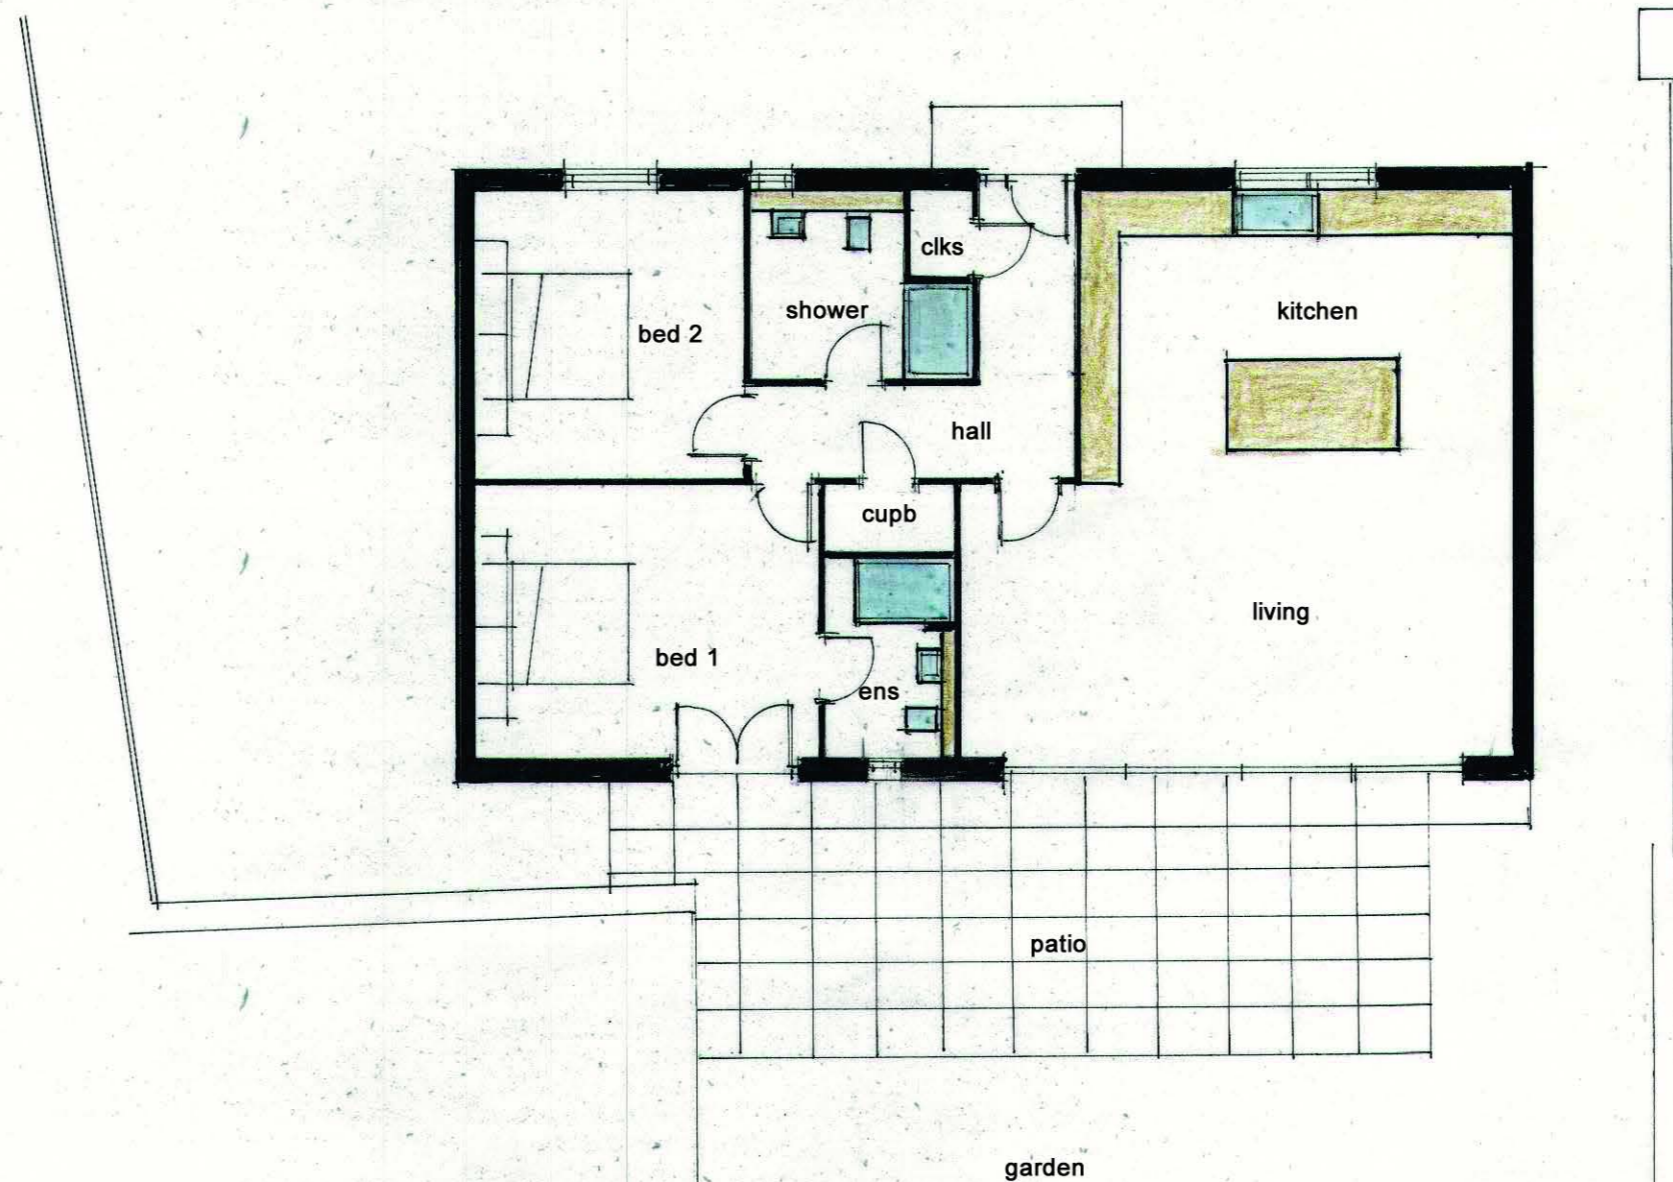 clks
shower
kitchen
bed 2
hall
cupb
living
bed 1
ens
patio
garden